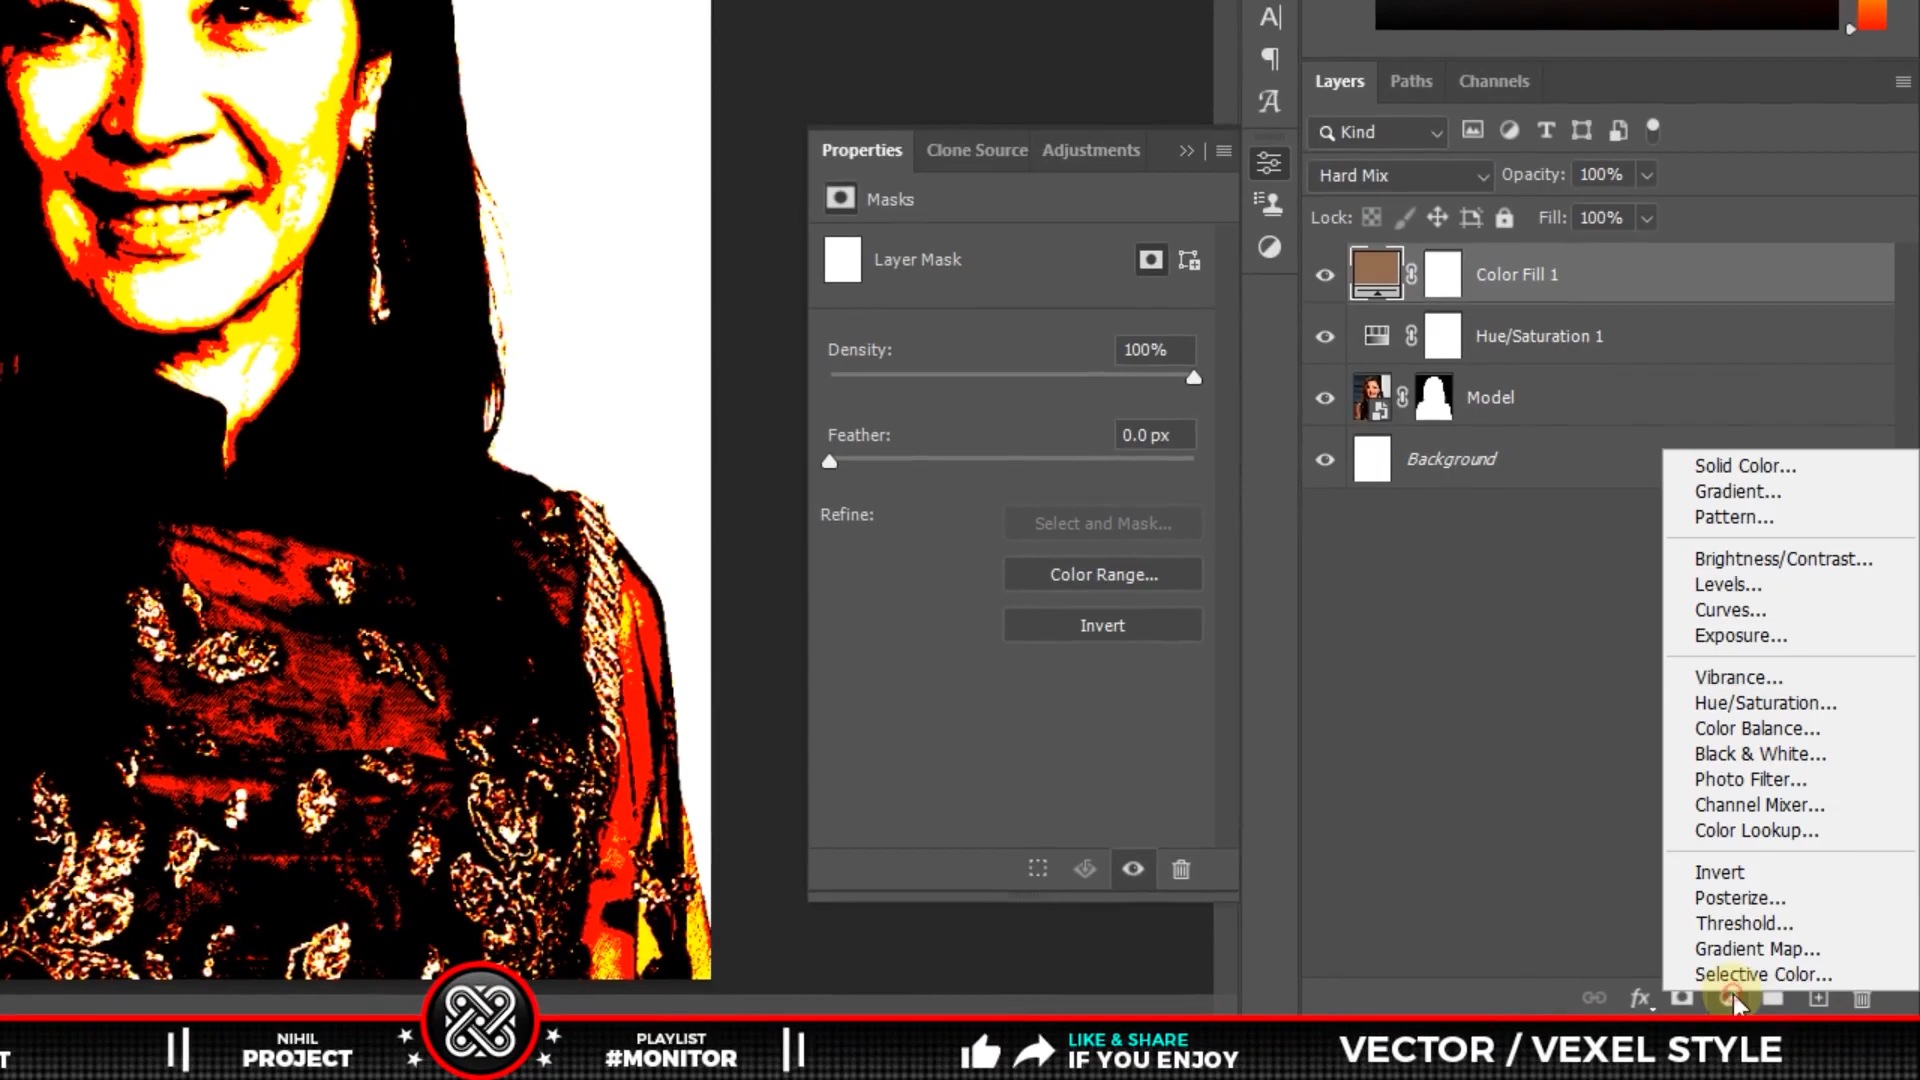 A|
¶
A
Properties
Clone Source
Adjustments
Masks
Layer Mask
Density:
100%
Feather:
0.0 px
Refine:
Select and Mask...
Color Range...
Invert
Layers
Paths
Channels
Kind
T
Hard Mix
Opacity:
100%
Lock:
Fill:
100%
Color Fill 1
Hue/Saturation 1
Model
Background
Solid Color...
Gradient...
Pattern...
Brightness/Contrast...
Levels...
Curves...
Exposure...
Vibrance...
Hue/Saturation...
Color Balance...
Black & White...
Photo Filter...
Channel Mixer...
Color Lookup...
Invert
Posterize...
Threshold...
Gradient Map...
Selective Color...
fx
T
NIHIL
PROJECT
PLAYLIST
#MONITOR
LIKE & SHARE
IF YOU ENJOY
VECTOR / VEXEL STYLE